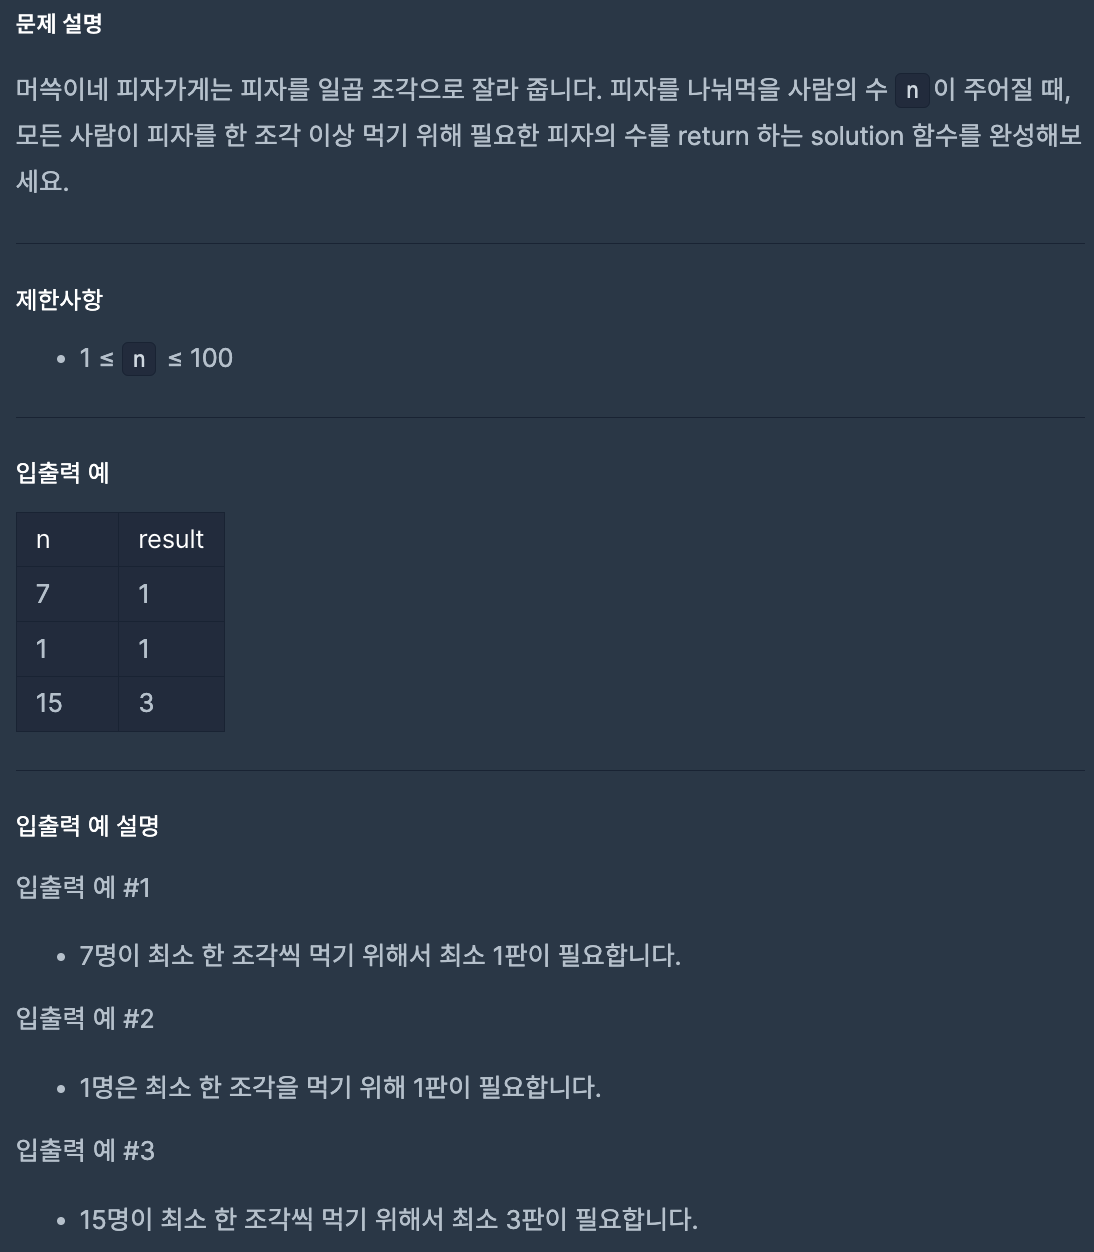 문제 설명
머쓱이네 피자가게는 피자를 일곱 조각으로 잘라 줍니다. 피자를 나눠먹을 사람의 수 n 이 주어질 때,
모든 사람이 피자를 한 조각 이상 먹기 위해 필요한 피자의 수를 return 하는 solution 함수를 완성해보
세요.
제한사항
• 1 ≤ n ≤ 100
입출력 예
n result
7 1
1 1
15 3
입출력 예 설명
입출력 예 #1
• 7명이 최소 한 조각씩 먹기 위해서 최소 1판이 필요합니다.
입출력 예 #2
• 1명은 최소 한 조각을 먹기 위해 1판이 필요합니다.
입출력 예 #3
• 15명이 최소 한 조각씩 먹기 위해서 최소 3판이 필요합니다.